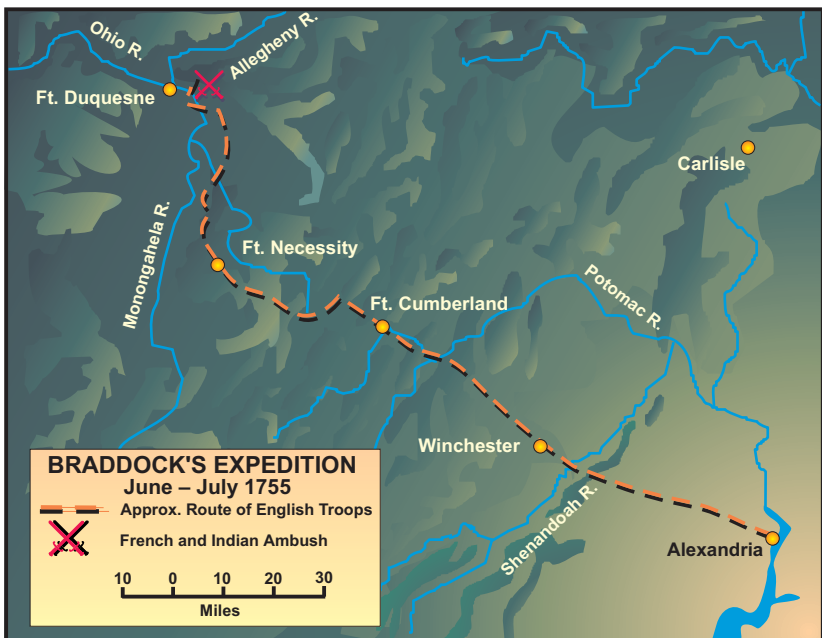 Ohio R.
Allegheny R.
Ft. Duquesne
Carlisle
Monongahela R.
Ft. Necessity
Potomac R.
Ft. Cumberland
Winchester
Shenandoah R.
Alexandria
BRADDOCK'S EXPEDITION
June – July 1755
Approx. Route of English Troops
French and Indian Ambush
10 0 10 20 30
Miles